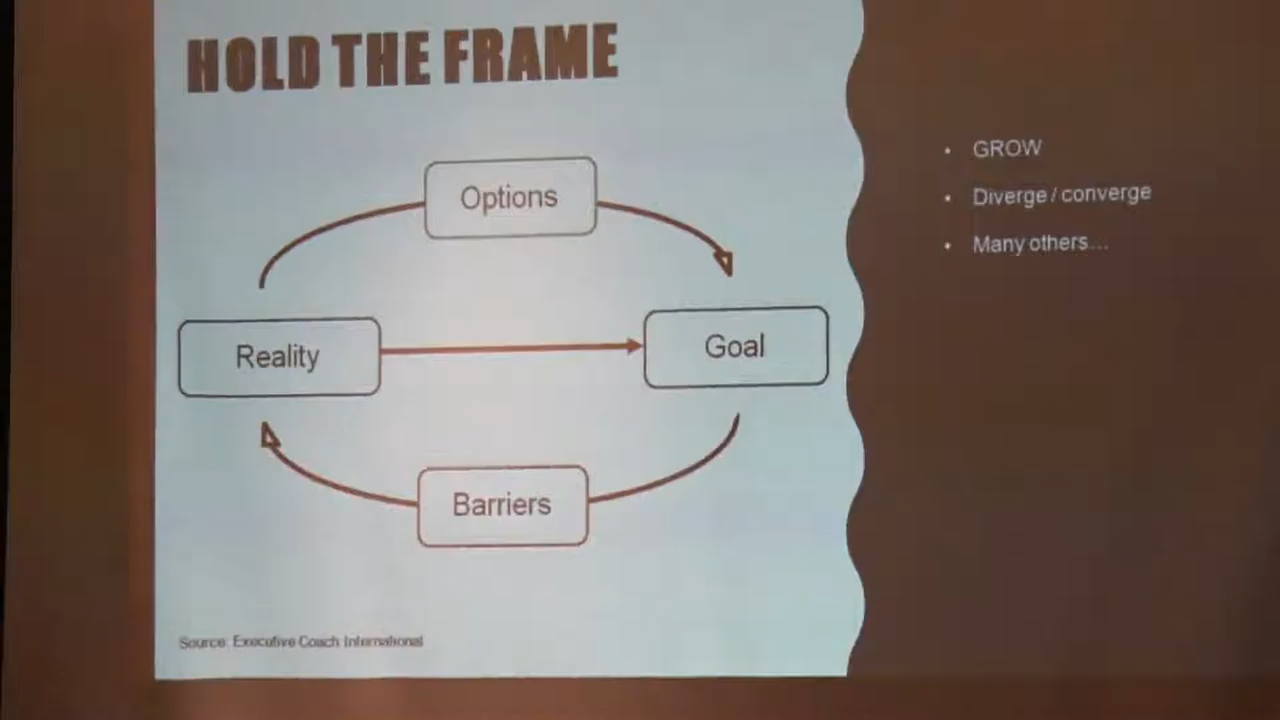 HOLD THE FRAME
Options
Reality
Goal
Barriers
Source: Executive Coach International
• GROW
• Diverge / converge
• Many others...